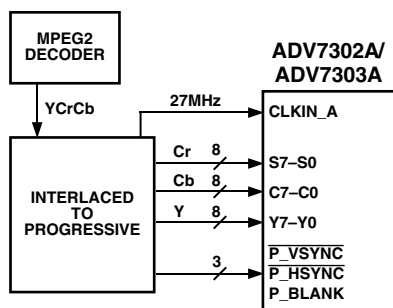 MPEG2
DECODER
YCrCb
INTERLACED
TO
PROGRESSIVE
ADV7302A/
ADV7303A
27MHz
CLKIN_A
Cr 8
S7–S0
Cb 8
C7–C0
Y 8
Y7–Y0
P_VSYNC
3
P_HSYNC
P_BLANK